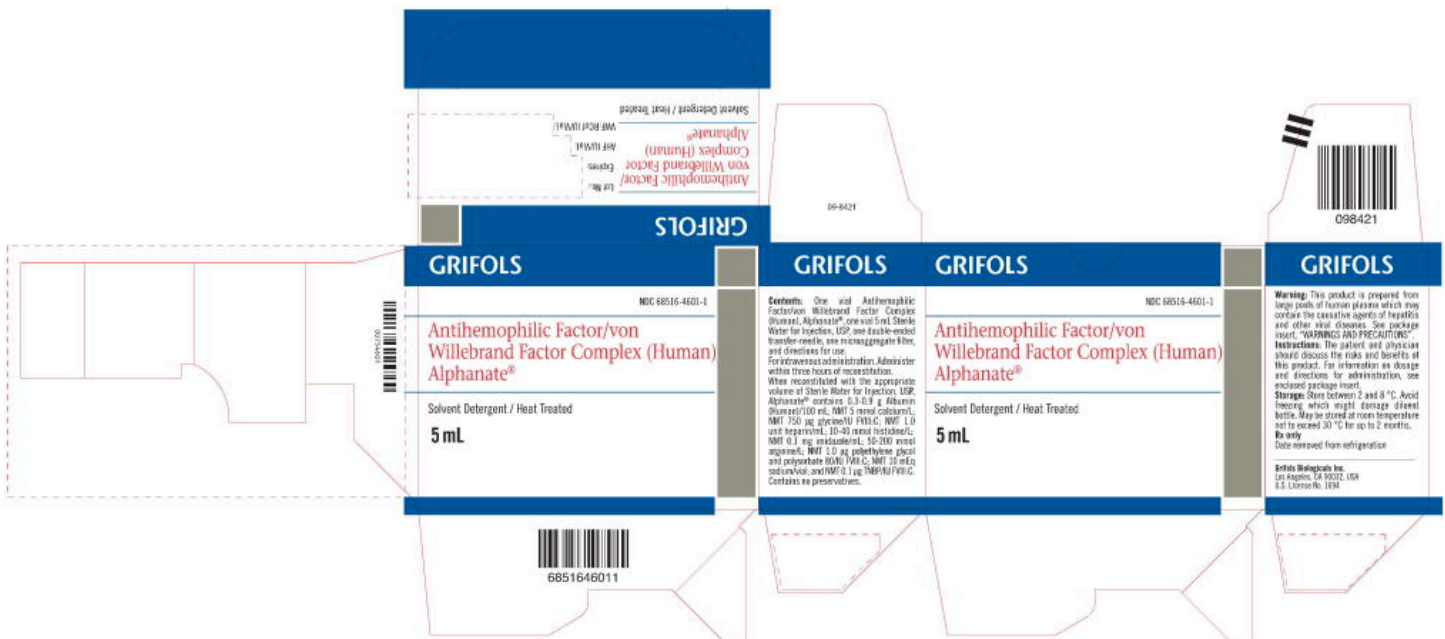 Solvent Detergent / Heat Treated
VWF:RCof IU/Vial:
Alphanate®
Complex (Human)
AHF IU/Vial:
von Willebrand Factor
Expires:
Antihemophilic Factor/
Lot No.:
GRIFOLS
09-8421
098421
GRIFOLS
NDC 68516-4601-1
Antihemophilic Factor/von
Willebrand Factor Complex (Human)
Alphanate®
Solvent Detergent / Heat Treated
5 mL
6851646011
GRIFOLS
Contents: One vial Antihemophilic
Factor/von Willebrand Factor Complex
(Human), Alphanate®, one vial 5 mL Sterile
Water for Injection, USP, one double-ended
transfer-needle, one microaggregate filter,
and directions for use.
For intravenous administration. Administer
within three hours of reconstitution.
When reconstituted with the appropriate
volume of Sterile Water for Injection, USP,
Alphanate® contains 0.3-0.9 g Albumin
(Human)/100 mL; NMT 5 mmol calcium/L;
NMT 750 µg glycine/IU FVIII:C; NMT 1.0
unit heparin/mL; 10-40 mmol histidine/L;
NMT 0.1 mg imidazole/mL; 50-200 mmol
arginine/L; NMT 1.0 µg polyethylene glycol
and polysorbate 80/IU FVIII:C; NMT 10 mEq
sodium/vial; and NMT 0.1 µg TNBP/IU FVIII:C.
Contains no preservatives.
GRIFOLS
NDC 68516-4601-1
Antihemophilic Factor/von
Willebrand Factor Complex (Human)
Alphanate®
Solvent Detergent / Heat Treated
5 mL
GRIFOLS
Warning: This product is prepared from
large pools of human plasma which may
contain the causative agents of hepatitis
and other viral diseases. See package
insert, "WARNINGS AND PRECAUTIONS".
Instructions: The patient and physician
should discuss the risks and benefits of
this product. For information on dosage
and directions for administration, see
enclosed package insert.
Storage: Store between 2 and 8 °C. Avoid
freezing which might damage diluent
bottle. May be stored at room temperature
not to exceed 30 °C for up to 2 months.
Rx only
Date removed from refrigeration
Grifols Biologicals Inc.
Los Angeles, CA 90032, USA
U.S. License No. 1694